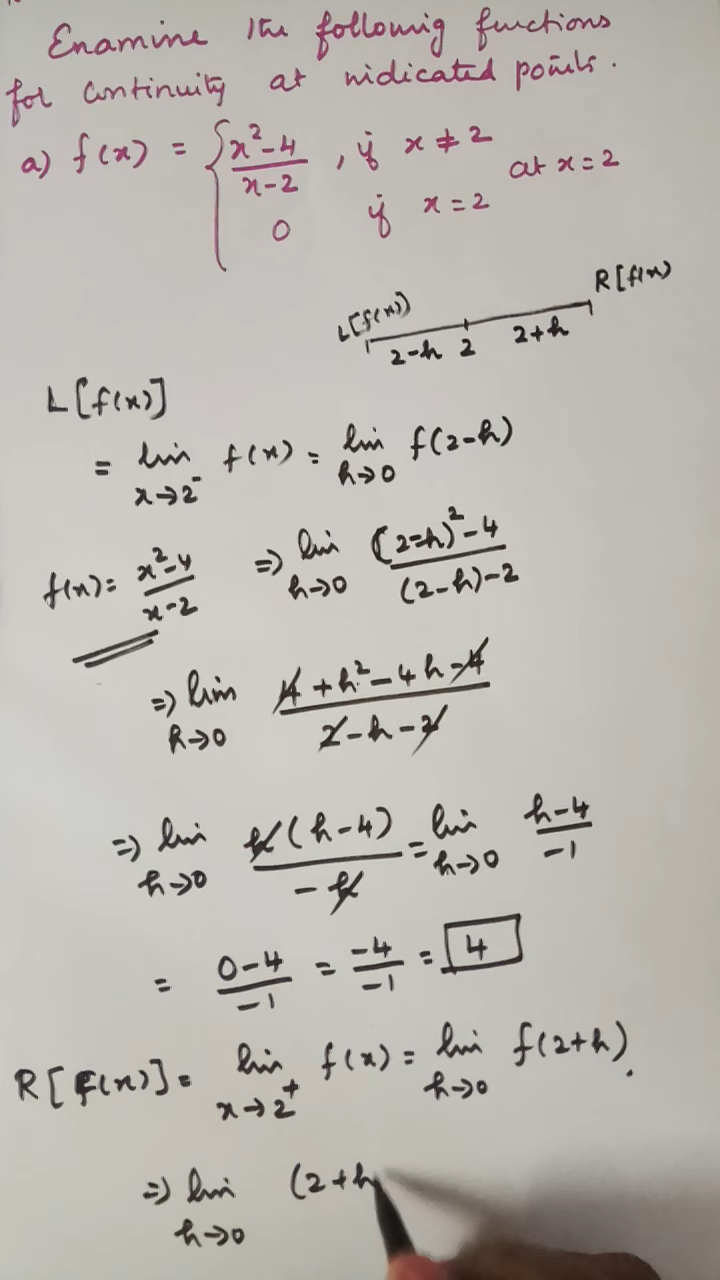 Examine the following functions
for continuity at indicated points.
a) f(x) = { x²-4 / x-2 , if x ≠ 2
0 if x = 2
at x=2
L[f(x)] R[f(x)
2-h 2 2+h
L[f(x)]
= lim x→2⁻ f(x) = lim h→0 f(2-h)
f(x) = x²-4 / x-2 ⇒ lim h→0 (2-h)²-4 / (2-h)-2
⇒ lim h→0 4+h²-4h-4 / 2-h-2
⇒ lim h→0 h(h-4) / -h = lim h→0 h-4 / -1
= 0-4 / -1 = -4 / -1 = 4
R[f(x)] = lim x→2⁺ f(x) = lim h→0 f(2+h).
⇒ lim h→0 (2+h